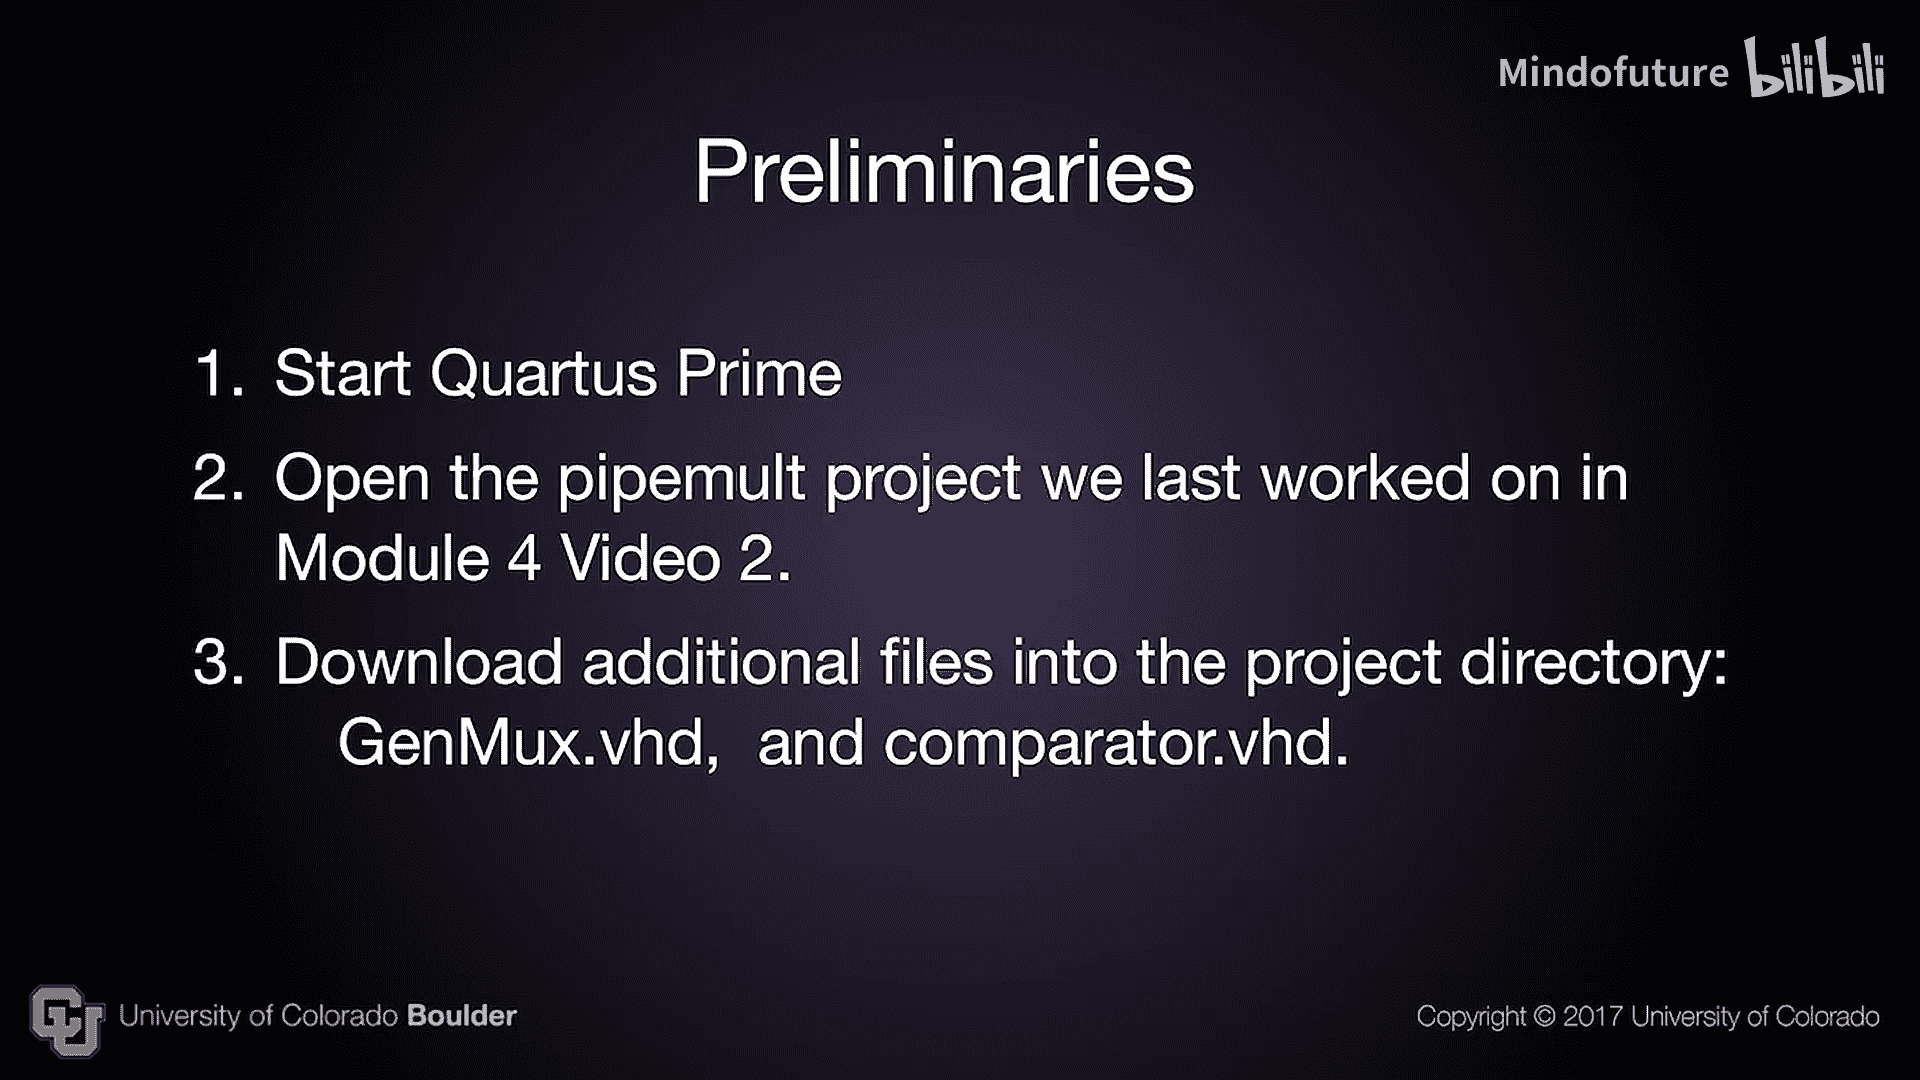 Mindofuture bilibili
Preliminaries
1. Start Quartus Prime
2. Open the pipemult project we last worked on in
Module 4 Video 2.
3. Download additional files into the project directory:
GenMux.vhd, and comparator.vhd.
CU University of Colorado Boulder
Copyright © 2017 University of Colorado